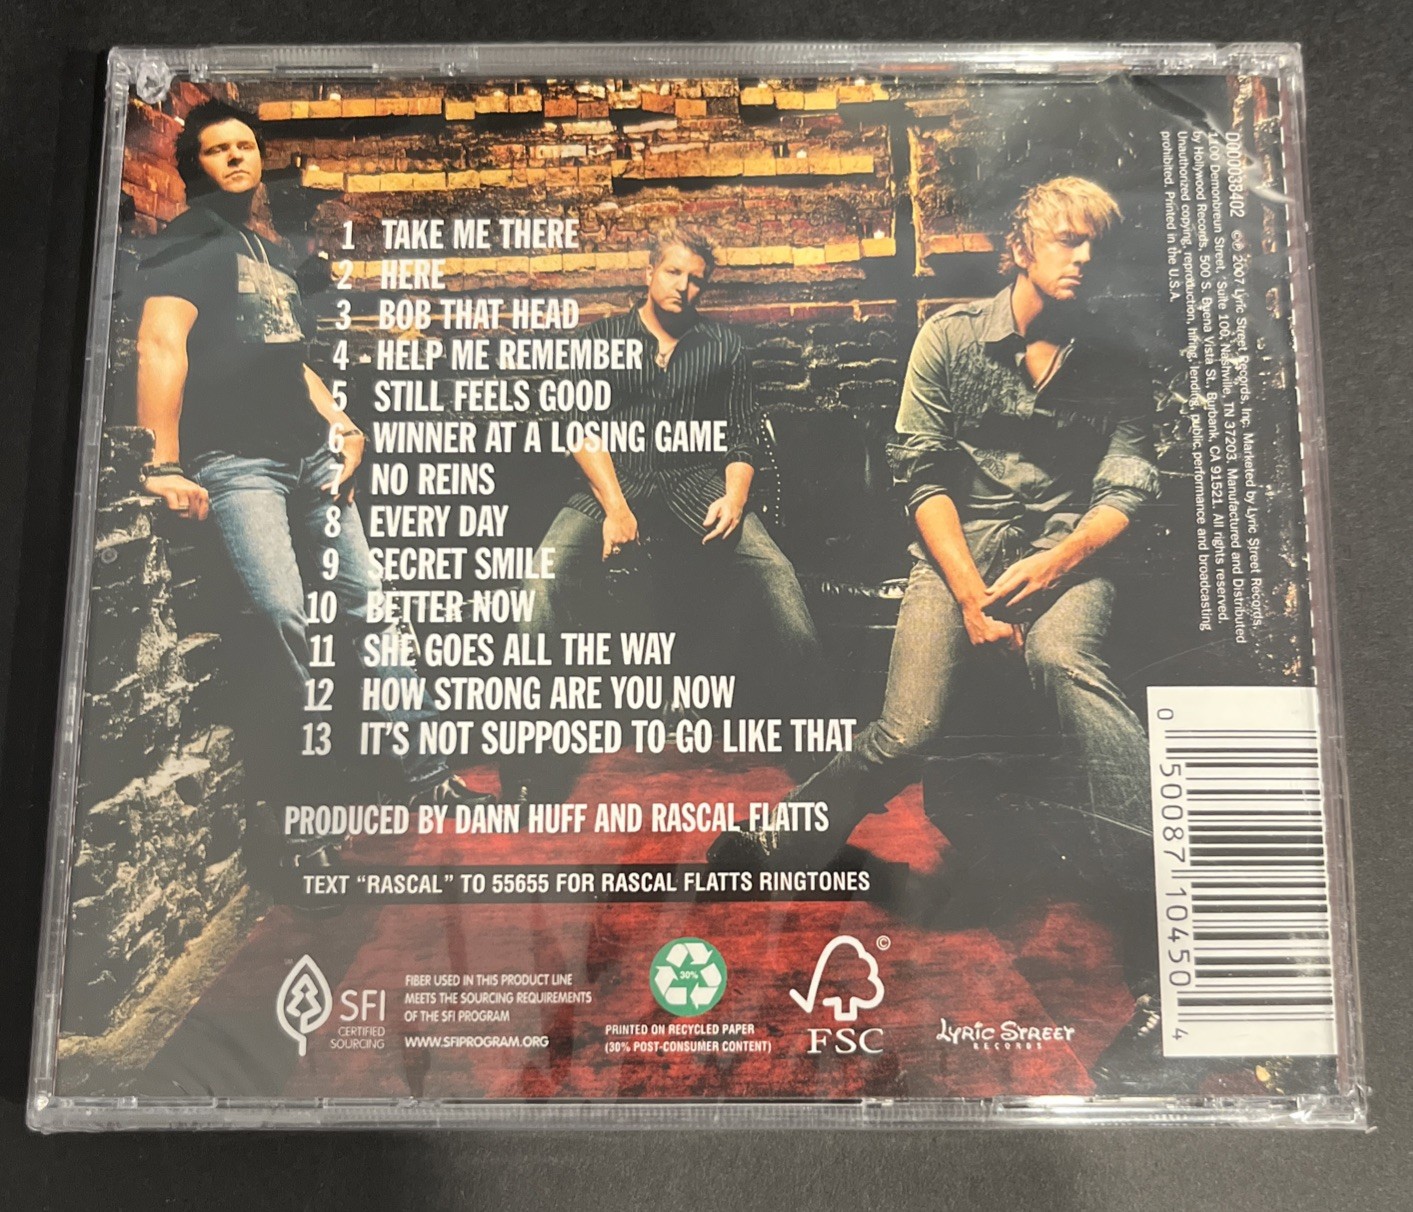 1 TAKE ME THERE
2 HERE
3 BOB THAT HEAD
4 HELP ME REMEMBER
5 STILL FEELS GOOD
6 WINNER AT A LOSING GAME
7 NO REINS
8 EVERY DAY
9 SECRET SMILE
10 BETTER NOW
11 SHE GOES ALL THE WAY
12 HOW STRONG ARE YOU NOW
13 IT'S NOT SUPPOSED TO GO LIKE THAT
PRODUCED BY DANN HUFF AND RASCAL FLATTS
TEXT “RASCAL” TO 55655 FOR RASCAL FLATTS RINGTONES
SFI
CERTIFIED
SOURCING
FIBER USED IN THIS PRODUCT LINE
MEETS THE SOURCING REQUIREMENTS
OF THE SFI PROGRAM
WWW.SFIPROGRAM.ORG
30%
PRINTED ON RECYCLED PAPER
(30% POST-CONSUMER CONTENT)
©
FSC
LYRIC STREET
RECORDS
D000038402 © ℗ 2007 Lyric Street Records, Inc. Marketed by Lyric Street Records,
1100 Demonbreun Street, Suite 100, Nashville, TN 37203. Manufactured and Distributed
by Hollywood Records, 500 S. Buena Vista St., Burbank, CA 91521. All rights reserved.
Unauthorized copying, reproduction, hiring, lending, public performance and broadcasting
prohibited. Printed in the U.S.A.
0 50087 10450 4